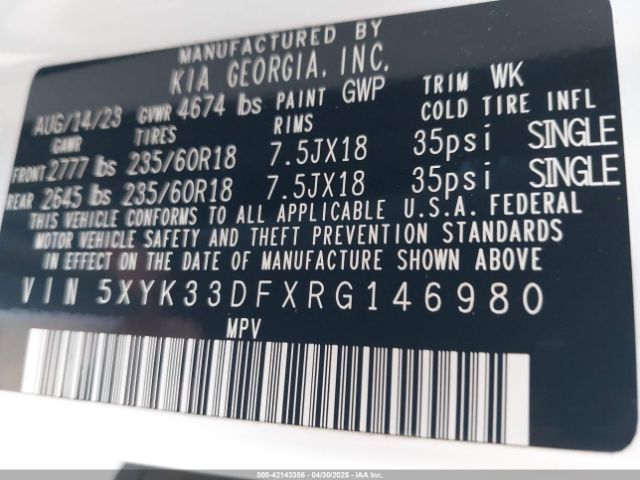 MANUFACTURED BY
KIA GEORGIA, INC.
AUG/14/23 GVWR 4674 lbs PAINT GWP TRIM WK
GAWR TIRES RIMS COLD TIRE INFL
FRONT 2777 lbs 235/60R18 7.5JX18 35psi SINGLE
REAR 2645 lbs 235/60R18 7.5JX18 35psi SINGLE
THIS VEHICLE CONFORMS TO ALL APPLICABLE U.S.A. FEDERAL
MOTOR VEHICLE SAFETY AND THEFT PREVENTION STANDARDS
IN EFFECT ON THE DATE OF MANUFACTURE SHOWN ABOVE
VIN 5XYK33DFXRG146980
MPV
000-42143356 - 04/30/2025 - IAA, Inc.